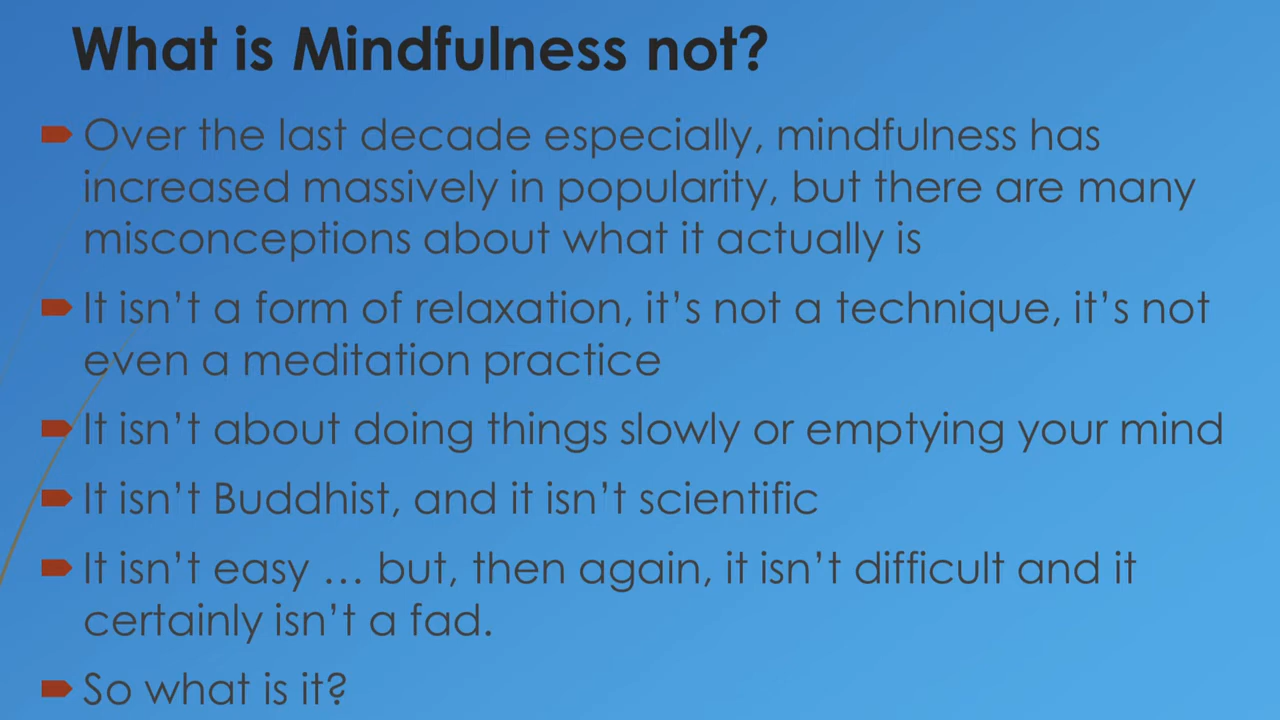 What is Mindfulness not?
Over the last decade especially, mindfulness has
increased massively in popularity, but there are many
misconceptions about what it actually is
It isn’t a form of relaxation, it’s not a technique, it’s not
even a meditation practice
It isn’t about doing things slowly or emptying your mind
It isn’t Buddhist, and it isn’t scientific
It isn’t easy … but, then again, it isn’t difficult and it
certainly isn’t a fad.
So what is it?